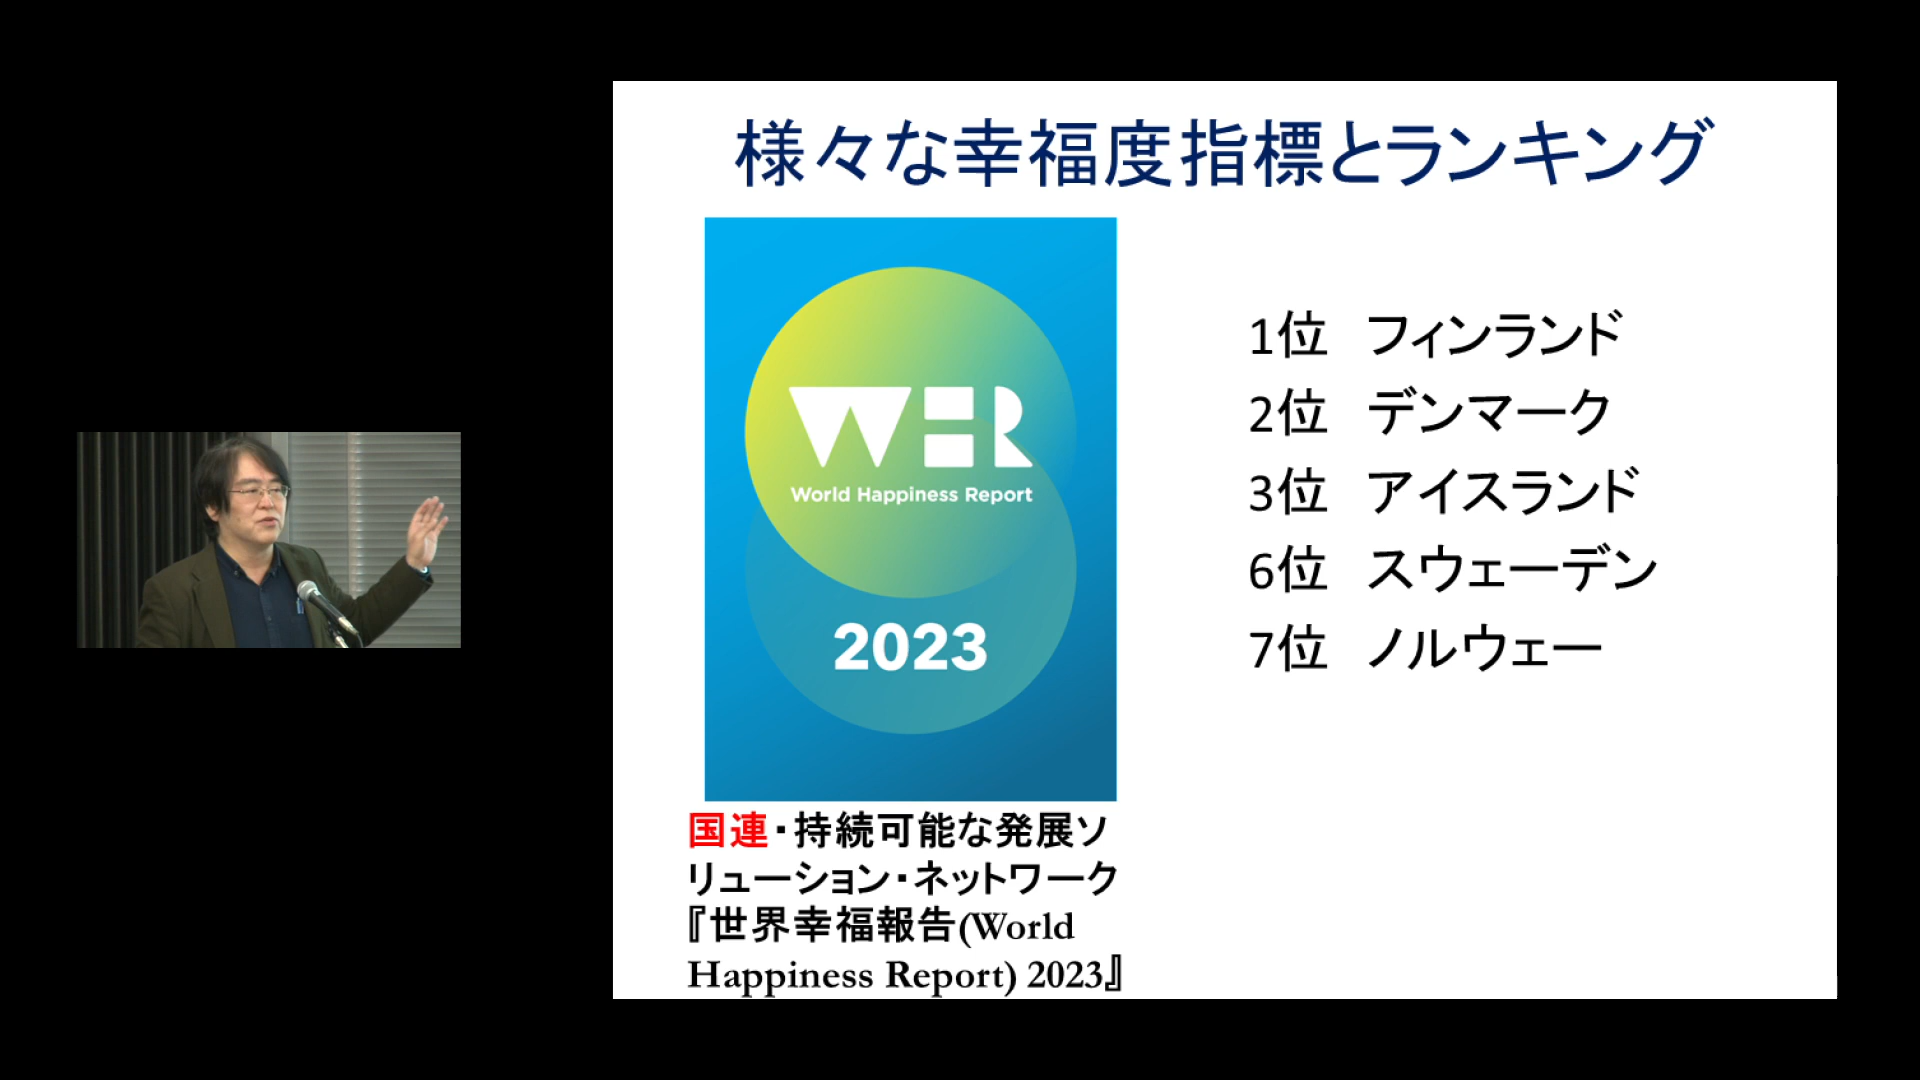 様々な幸福度指標とランキング
WHR
World Happiness Report
2023
1位 フィンランド
2位 デンマーク
3位 アイスランド
6位 スウェーデン
7位 ノルウェー
国連・持続可能な発展ソ
リューション・ネットワーク
『世界幸福報告(World
Happiness Report) 2023』